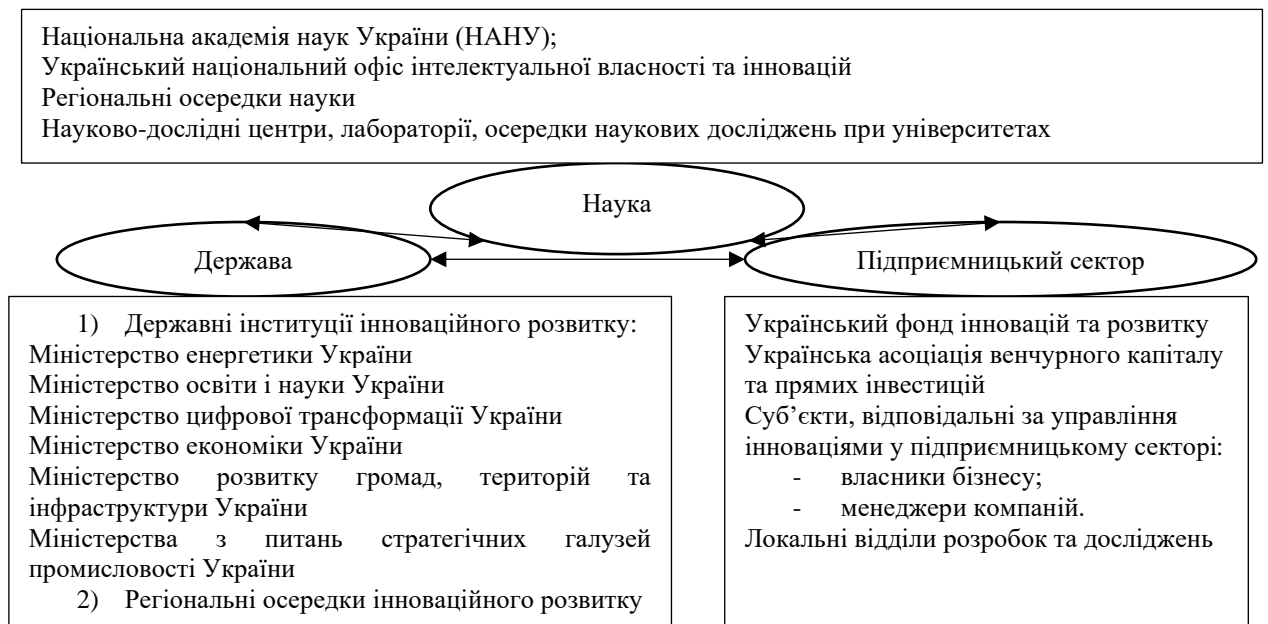 Національна академія наук України (НАНУ);
Український національний офіс інтелектуальної власності та інновацій
Регіональні осередки науки
Науково-дослідні центри, лабораторії, осередки наукових досліджень при університетах
Наука
Держава
Підприємницький сектор
1) Державні інституції інноваційного розвитку:
Міністерство енергетики України
Міністерство освіти і науки України
Міністерство цифрової трансформації України
Міністерство економіки України
Міністерство розвитку громад, територій та
інфраструктури України
Міністерства з питань стратегічних галузей
промисловості України
2) Регіональні осередки інноваційного розвитку
Український фонд інновацій та розвитку
Українська асоціація венчурного капіталу
та прямих інвестицій
Суб’єкти, відповідальні за управління
інноваціями у підприємницькому секторі:
- власники бізнесу;
- менеджери компаній.
Локальні відділи розробок та досліджень